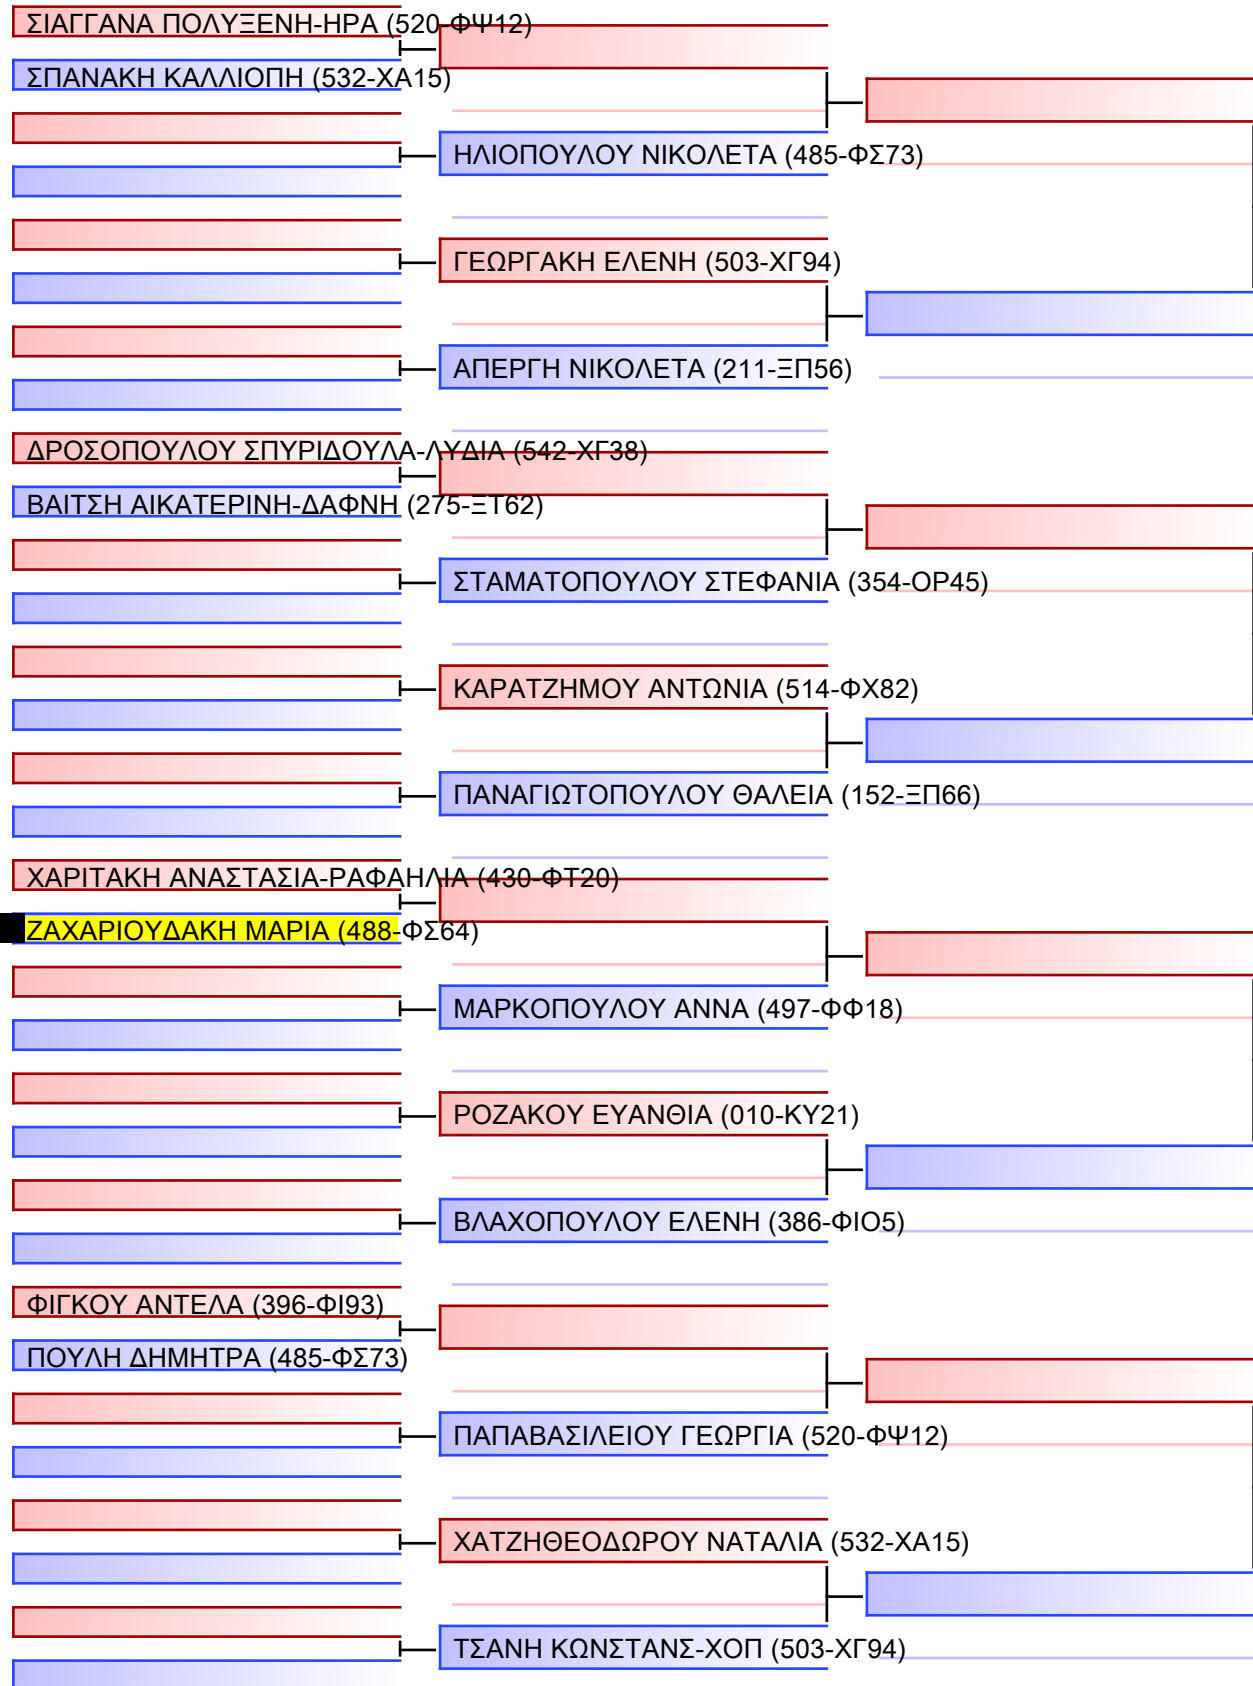 ΣΙΑΓΓΑΝΑ ΠΟΛΥΞΕΝΗ-ΗΡΑ (520-ΦΨ12)
ΣΠΑΝΑΚΗ ΚΑΛΛΙΟΠΗ (532-ΧΑ15)
ΗΛΙΟΠΟΥΛΟΥ ΝΙΚΟΛΕΤΑ (485-ΦΣ73)
ΓΕΩΡΓΑΚΗ ΕΛΕΝΗ (503-ΧΓ94)
ΑΠΕΡΓΗ ΝΙΚΟΛΕΤΑ (211-ΞΠ56)
ΔΡΟΣΟΠΟΥΛΟΥ ΣΠΥΡΙΔΟΥΛΑ-ΛΥΔΙΑ (542-ΧΓ38)
ΒΑΙΤΣΗ ΑΙΚΑΤΕΡΙΝΗ-ΔΑΦΝΗ (275-ΞΤ62)
ΣΤΑΜΑΤΟΠΟΥΛΟΥ ΣΤΕΦΑΝΙΑ (354-ΟΡ45)
ΚΑΡΑΤΖΗΜΟΥ ΑΝΤΩΝΙΑ (514-ΦΧ82)
ΠΑΝΑΓΙΩΤΟΠΟΥΛΟΥ ΘΑΛΕΙΑ (152-ΞΠ66)
ΧΑΡΙΤΑΚΗ ΑΝΑΣΤΑΣΙΑ-ΡΑΦΑΗΛΙΑ (430-ΦΤ20)
ΖΑΧΑΡΙΟΥΔΑΚΗ ΜΑΡΙΑ (488-ΦΣ64)
ΜΑΡΚΟΠΟΥΛΟΥ ΑΝΝΑ (497-ΦΦ18)
ΡΟΖΑΚΟΥ ΕΥΑΝΘΙΑ (010-ΚΥ21)
ΒΛΑΧΟΠΟΥΛΟΥ ΕΛΕΝΗ (386-ΦΙΟ5)
ΦΙΓΚΟΥ ΑΝΤΕΛΑ (396-ΦΙ93)
ΠΟΥΛΗ ΔΗΜΗΤΡΑ (485-ΦΣ73)
ΠΑΠΑΒΑΣΙΛΕΙΟΥ ΓΕΩΡΓΙΑ (520-ΦΨ12)
ΧΑΤΖΗΘΕΟΔΩΡΟΥ ΝΑΤΑΛΙΑ (532-ΧΑ15)
ΤΣΑΝΗ ΚΩΝΣΤΑΝΣ-ΧΟΠ (503-ΧΓ94)